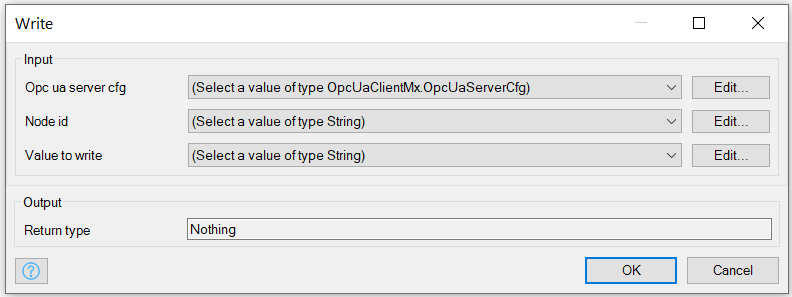 Write
Input
Opc ua server cfg (Select a value of type OpcUaClientMx.OpcUaServerCfg) Edit...
Node id (Select a value of type String) Edit...
Value to write (Select a value of type String) Edit...
Output
Return type Nothing
? OK Cancel